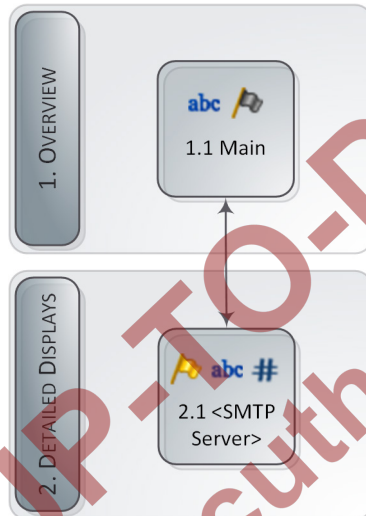 1. OVERVIEW
abc
1.1 Main
2. DETAILED DISPLAYS
abc #
2.1 <SMTP
Server>